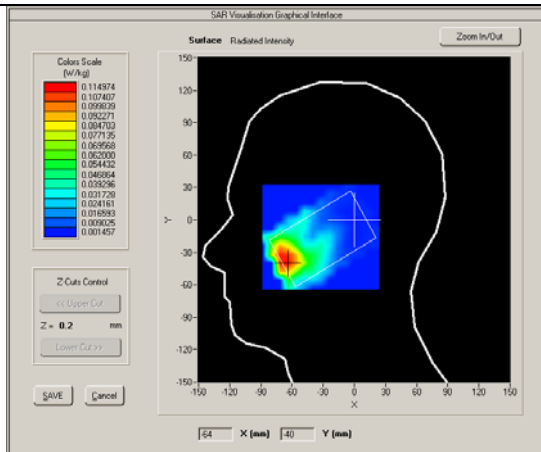 SAR Visualisation Graphical Interface
Surface Radiated Intensity
Zoom In/Out
Colors Scale
(W/kg)
0.114974
0.107407
0.099839
0.092271
0.084703
0.077135
0.069568
0.062000
0.054432
0.046864
0.039296
0.031728
0.024161
0.016593
0.009025
0.001457
Z Cuts Control
<< Upper Cut
Z = 0.2 mm
Lower Cut >>
SAVE Cancel
150
120
90
60
30
0
-30
-60
-90
-120
-150
Y
-150 -120 -90 -60 -30 0 30 60 90 120 150
X
-64 X (mm) -40 Y (mm)